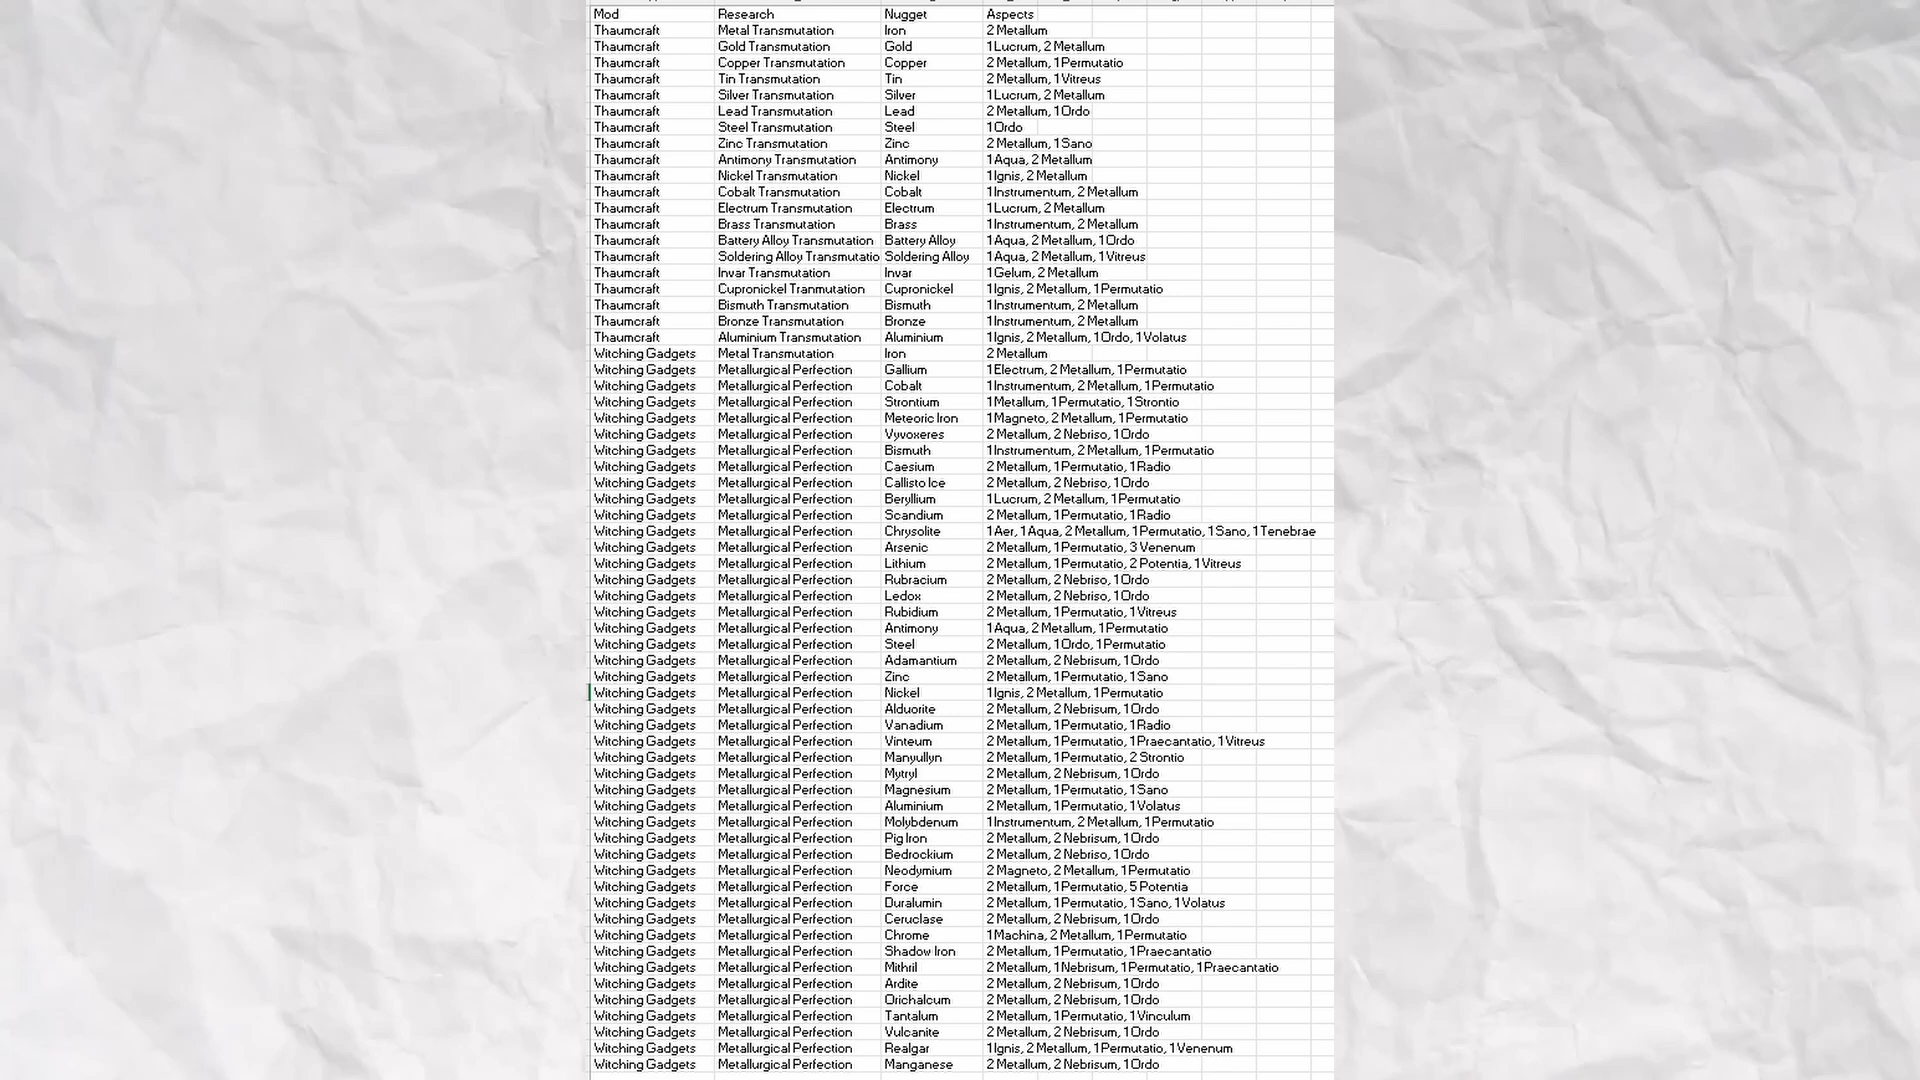 Mod Research Nugget Aspects
Thaumcraft Metal Transmutation Iron 2 Metallum
Thaumcraft Gold Transmutation Gold 1 Lucrum, 2 Metallum
Thaumcraft Copper Transmutation Copper 2 Metallum, 1 Permutatio
Thaumcraft Tin Transmutation Tin 2 Metallum, 1 Vitreus
Thaumcraft Silver Transmutation Silver 1 Lucrum, 2 Metallum
Thaumcraft Lead Transmutation Lead 2 Metallum, 1 Ordo
Thaumcraft Steel Transmutation Steel 1 Ordo
Thaumcraft Zinc Transmutation Zinc 2 Metallum, 1 Sano
Thaumcraft Antimony Transmutation Antimony 1 Aqua, 2 Metallum
Thaumcraft Nickel Transmutation Nickel 1 Ignis, 2 Metallum
Thaumcraft Cobalt Transmutation Cobalt 1 Instrumentum, 2 Metallum
Thaumcraft Electrum Transmutation Electrum 1 Lucrum, 2 Metallum
Thaumcraft Brass Transmutation Brass 1 Instrumentum, 2 Metallum
Thaumcraft Battery Alloy Transmutation Battery Alloy 1 Aqua, 2 Metallum, 1 Ordo
Thaumcraft Soldering Alloy Transmutatio Soldering Alloy 1 Aqua, 2 Metallum, 1 Vitreus
Thaumcraft Invar Transmutation Invar 1 Gelum, 2 Metallum
Thaumcraft Cupronickel Tranmutation Cupronickel 1 Ignis, 2 Metallum, 1 Permutatio
Thaumcraft Bismuth Transmutation Bismuth 1 Instrumentum, 2 Metallum
Thaumcraft Bronze Transmutation Bronze 1 Instrumentum, 2 Metallum
Thaumcraft Aluminium Transmutation Aluminium 1 Ignis, 2 Metallum, 1 Ordo, 1 Volatus
Witching Gadgets Metal Transmutation Iron 2 Metallum
Witching Gadgets Metallurgical Perfection Gallium 1 Electrum, 2 Metallum, 1 Permutatio
Witching Gadgets Metallurgical Perfection Cobalt 1 Instrumentum, 2 Metallum, 1 Permutatio
Witching Gadgets Metallurgical Perfection Strontium 1 Metallum, 1 Permutatio, 1 Strontio
Witching Gadgets Metallurgical Perfection Meteoric Iron 1 Magneto, 2 Metallum, 1 Permutatio
Witching Gadgets Metallurgical Perfection Vyvoxeres 2 Metallum, 2 Nebriso, 1 Ordo
Witching Gadgets Metallurgical Perfection Bismuth 1 Instrumentum, 2 Metallum, 1 Permutatio
Witching Gadgets Metallurgical Perfection Caesium 2 Metallum, 1 Permutatio, 1 Radio
Witching Gadgets Metallurgical Perfection Callisto Ice 2 Metallum, 2 Nebriso, 1 Ordo
Witching Gadgets Metallurgical Perfection Beryllium 1 Lucrum, 2 Metallum, 1 Permutatio
Witching Gadgets Metallurgical Perfection Scandium 2 Metallum, 1 Permutatio, 1 Radio
Witching Gadgets Metallurgical Perfection Chrysolite 1 Aer, 1 Aqua, 2 Metallum, 1 Permutatio, 1 Sano, 1 Tenebrae
Witching Gadgets Metallurgical Perfection Arsenic 2 Metallum, 1 Permutatio, 3 Venenum
Witching Gadgets Metallurgical Perfection Lithium 2 Metallum, 1 Permutatio, 2 Potentia, 1 Vitreus
Witching Gadgets Metallurgical Perfection Rubracium 2 Metallum, 2 Nebriso, 1 Ordo
Witching Gadgets Metallurgical Perfection Ledox 2 Metallum, 2 Nebriso, 1 Ordo
Witching Gadgets Metallurgical Perfection Rubidium 2 Metallum, 1 Permutatio, 1 Vitreus
Witching Gadgets Metallurgical Perfection Antimony 1 Aqua, 2 Metallum, 1 Permutatio
Witching Gadgets Metallurgical Perfection Steel 2 Metallum, 1 Ordo, 1 Permutatio
Witching Gadgets Metallurgical Perfection Adamantium 2 Metallum, 2 Nebrisum, 1 Ordo
Witching Gadgets Metallurgical Perfection Zinc 2 Metallum, 1 Permutatio, 1 Sano
Witching Gadgets Metallurgical Perfection Nickel 1 Ignis, 2 Metallum, 1 Permutatio
Witching Gadgets Metallurgical Perfection Alduorite 2 Metallum, 2 Nebrisum, 1 Ordo
Witching Gadgets Metallurgical Perfection Vanadium 2 Metallum, 1 Permutatio, 1 Radio
Witching Gadgets Metallurgical Perfection Vinteum 2 Metallum, 1 Permutatio, 1 Praecantatio, 1 Vitreus
Witching Gadgets Metallurgical Perfection Manyullyn 2 Metallum, 1 Permutatio, 2 Strontio
Witching Gadgets Metallurgical Perfection Mytryl 2 Metallum, 2 Nebrisum, 1 Ordo
Witching Gadgets Metallurgical Perfection Magnesium 2 Metallum, 1 Permutatio, 1 Sano
Witching Gadgets Metallurgical Perfection Aluminium 2 Metallum, 1 Permutatio, 1 Volatus
Witching Gadgets Metallurgical Perfection Molybdenum 1 Instrumentum, 2 Metallum, 1 Permutatio
Witching Gadgets Metallurgical Perfection Pig Iron 2 Metallum, 2 Nebrisum, 1 Ordo
Witching Gadgets Metallurgical Perfection Bedrockium 2 Metallum, 2 Nebriso, 1 Ordo
Witching Gadgets Metallurgical Perfection Neodymium 2 Magneto, 2 Metallum, 1 Permutatio
Witching Gadgets Metallurgical Perfection Force 2 Metallum, 1 Permutatio, 5 Potentia
Witching Gadgets Metallurgical Perfection Duralumin 2 Metallum, 1 Permutatio, 1 Sano, 1 Volatus
Witching Gadgets Metallurgical Perfection Ceruclase 2 Metallum, 2 Nebrisum, 1 Ordo
Witching Gadgets Metallurgical Perfection Chrome 1 Machina, 2 Metallum, 1 Permutatio
Witching Gadgets Metallurgical Perfection Shadow Iron 2 Metallum, 1 Permutatio, 1 Praecantatio
Witching Gadgets Metallurgical Perfection Mithril 2 Metallum, 1 Nebrisum, 1 Permutatio, 1 Praecantatio
Witching Gadgets Metallurgical Perfection Ardite 2 Metallum, 2 Nebrisum, 1 Ordo
Witching Gadgets Metallurgical Perfection Orichalcum 2 Metallum, 2 Nebrisum, 1 Ordo
Witching Gadgets Metallurgical Perfection Tantalum 2 Metallum, 1 Permutatio, 1 Vinculum
Witching Gadgets Metallurgical Perfection Vulcanite 2 Metallum, 2 Nebrisum, 1 Ordo
Witching Gadgets Metallurgical Perfection Realgar 1 Ignis, 2 Metallum, 1 Permutatio, 1 Venenum
Witching Gadgets Metallurgical Perfection Manganese 2 Metallum, 2 Nebrisum, 1 Ordo